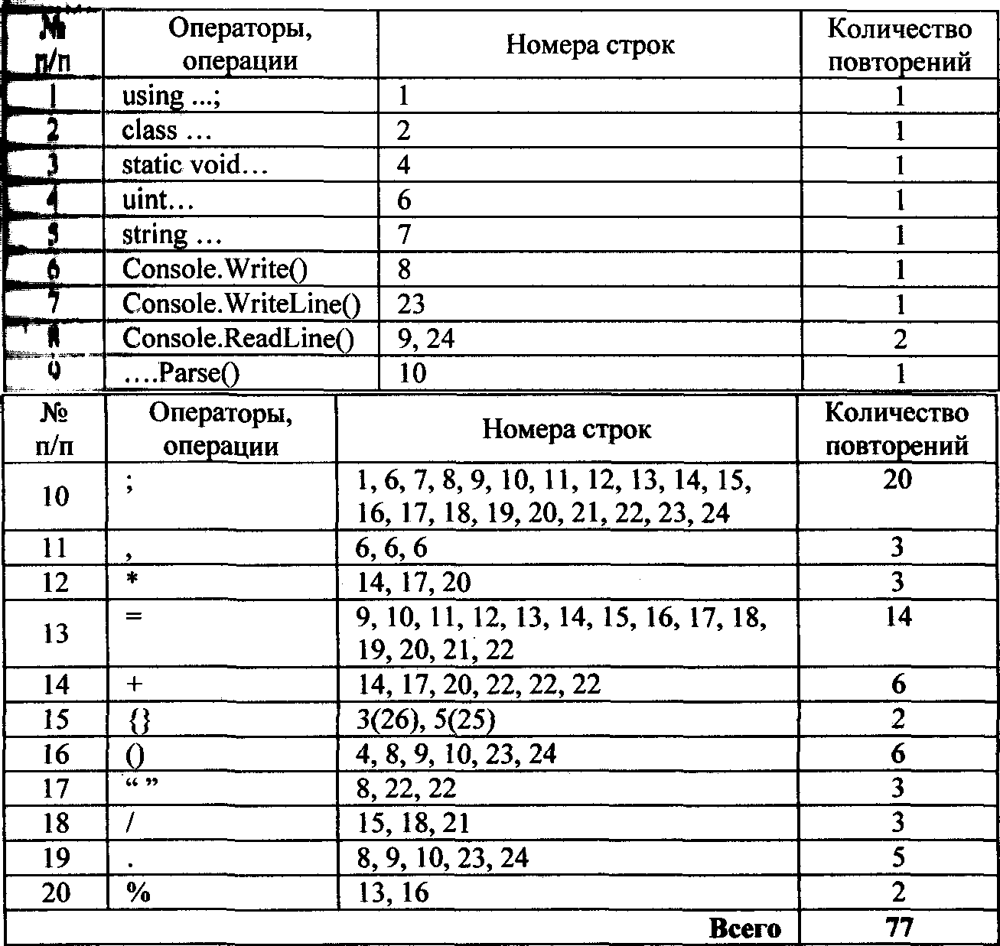 № Операторы, Номера строк Количество
п/п операции повторений
1 using ...; 1 1
2 class ... 2 1
3 static void... 4 1
4 uint... 6 1
5 string ... 7 1
6 Console.Write() 8 1
7 Console.WriteLine() 23 1
8 Console.ReadLine() 9, 24 2
9 ....Parse() 10 1
№ Операторы, Номера строк Количество
п/п операции повторений
10 ; 1, 6, 7, 8, 9, 10, 11, 12, 13, 14, 15, 20
16, 17, 18, 19, 20, 21, 22, 23, 24
11 , 6, 6, 6 3
12 * 14, 17, 20 3
13 = 9, 10, 11, 12, 13, 14, 15, 16, 17, 18, 14
19, 20, 21, 22
14 + 14, 17, 20, 22, 22, 22 6
15 {} 3(26), 5(25) 2
16 () 4, 8, 9, 10, 23, 24 6
17 “ ” 8, 22, 22 3
18 / 15, 18, 21 3
19 . 8, 9, 10, 23, 24 5
20 % 13, 16 2
Всего 77